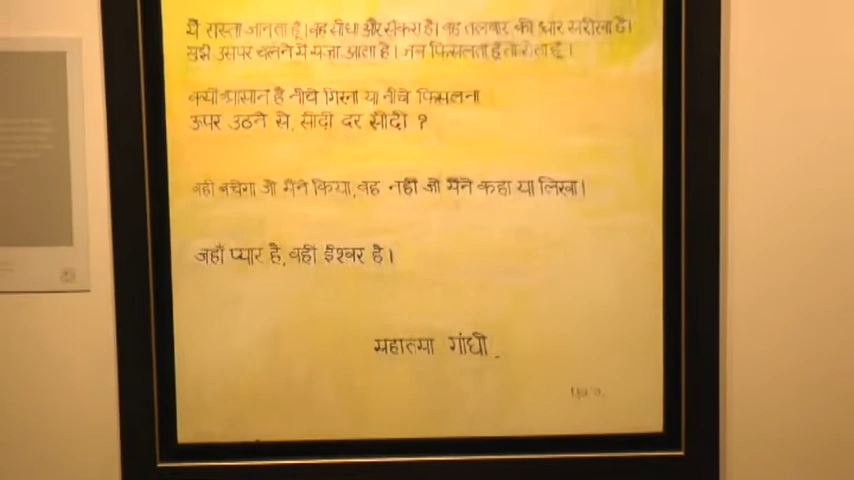 मैं रास्ता जानता हूँ। वह सीधा और सँकरा है। वह तलवार की धार सरीखा है।
मुझे उसपर चलने में मज़ा आता है। जब फिसलता हूँ तो रोता हूँ।
क्यों आसान है नीचे गिरना या नीचे फिसलना
ऊपर उठने से, सीढ़ी दर सीढ़ी ?
वही बचेगा जो मैंने किया, वह नहीं जो मैंने कहा या लिखा।
जहाँ प्यार है, वहीं ईश्वर है।
महात्मा गांधी